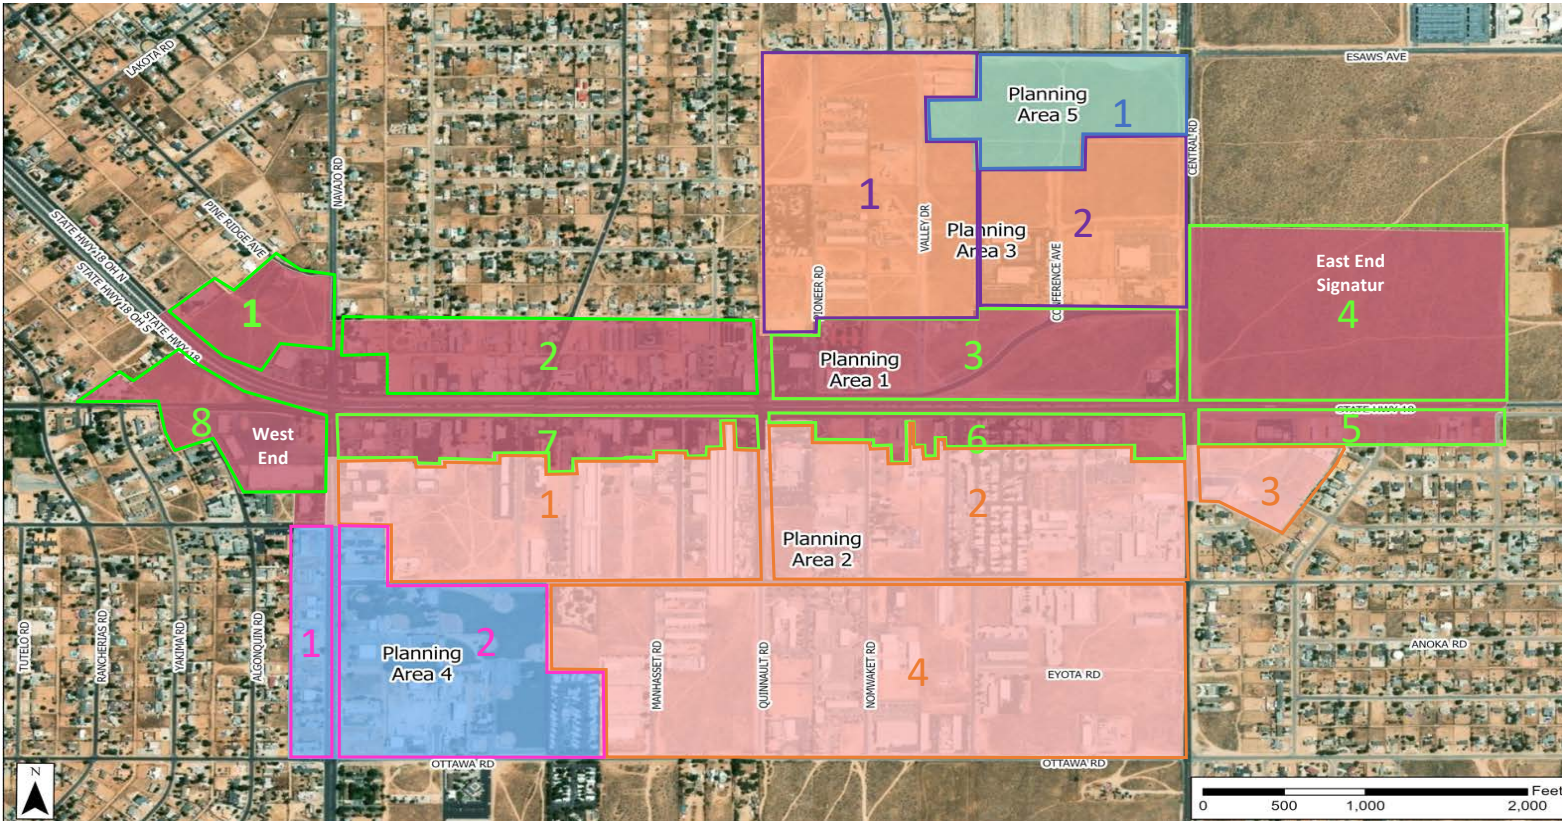 LAKOTA RD
ESAWS AVE
Planning
Area 5
1
CENTRAL RD
NAVAJO RD
STATE HWY-18 OH N
PINE RIDGE AVE
STATE HWY-18 OH S
STATE HWY-18
1
VALLEY DR
Planning
Area 3
2
CONFERENCE AVE
PIONEER RD
East End
Signatur
4
1
2
3
Planning
Area 1
STATE HWY-18
8
West
End
7
6
5
1
2
3
Planning
Area 2
TUTELO RD
RANCHERIAS RD
YAKIMA RD
ALGONQUIN RD
1
2
Planning
Area 4
MANHASSET RD
QUINNAULT RD
NOMWAKET RD
4
EYOTA RD
ANOKA RD
OTTAWA RD
OTTAWA RD
N
Feet
0 500 1,000 2,000